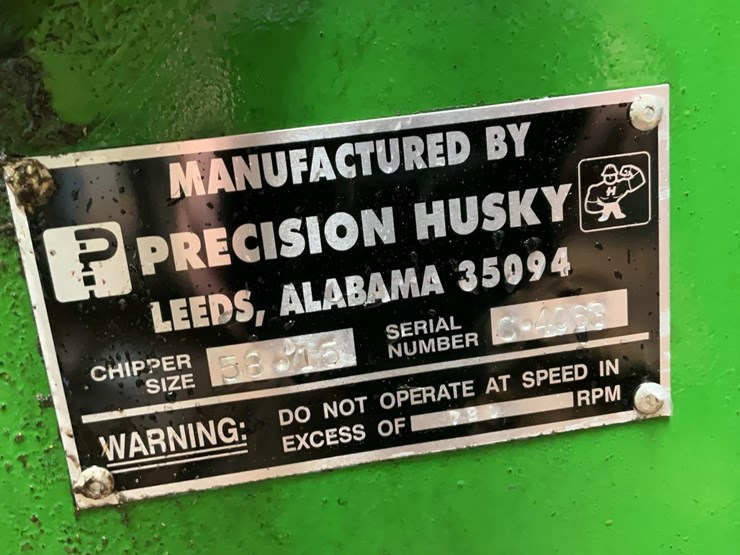 MANUFACTURED BY
PH
PRECISION HUSKY
H
LEEDS, ALABAMA 35094
CHIPPER SIZE
SERIAL NUMBER
WARNING:
DO NOT OPERATE AT SPEED IN
EXCESS OF RPM